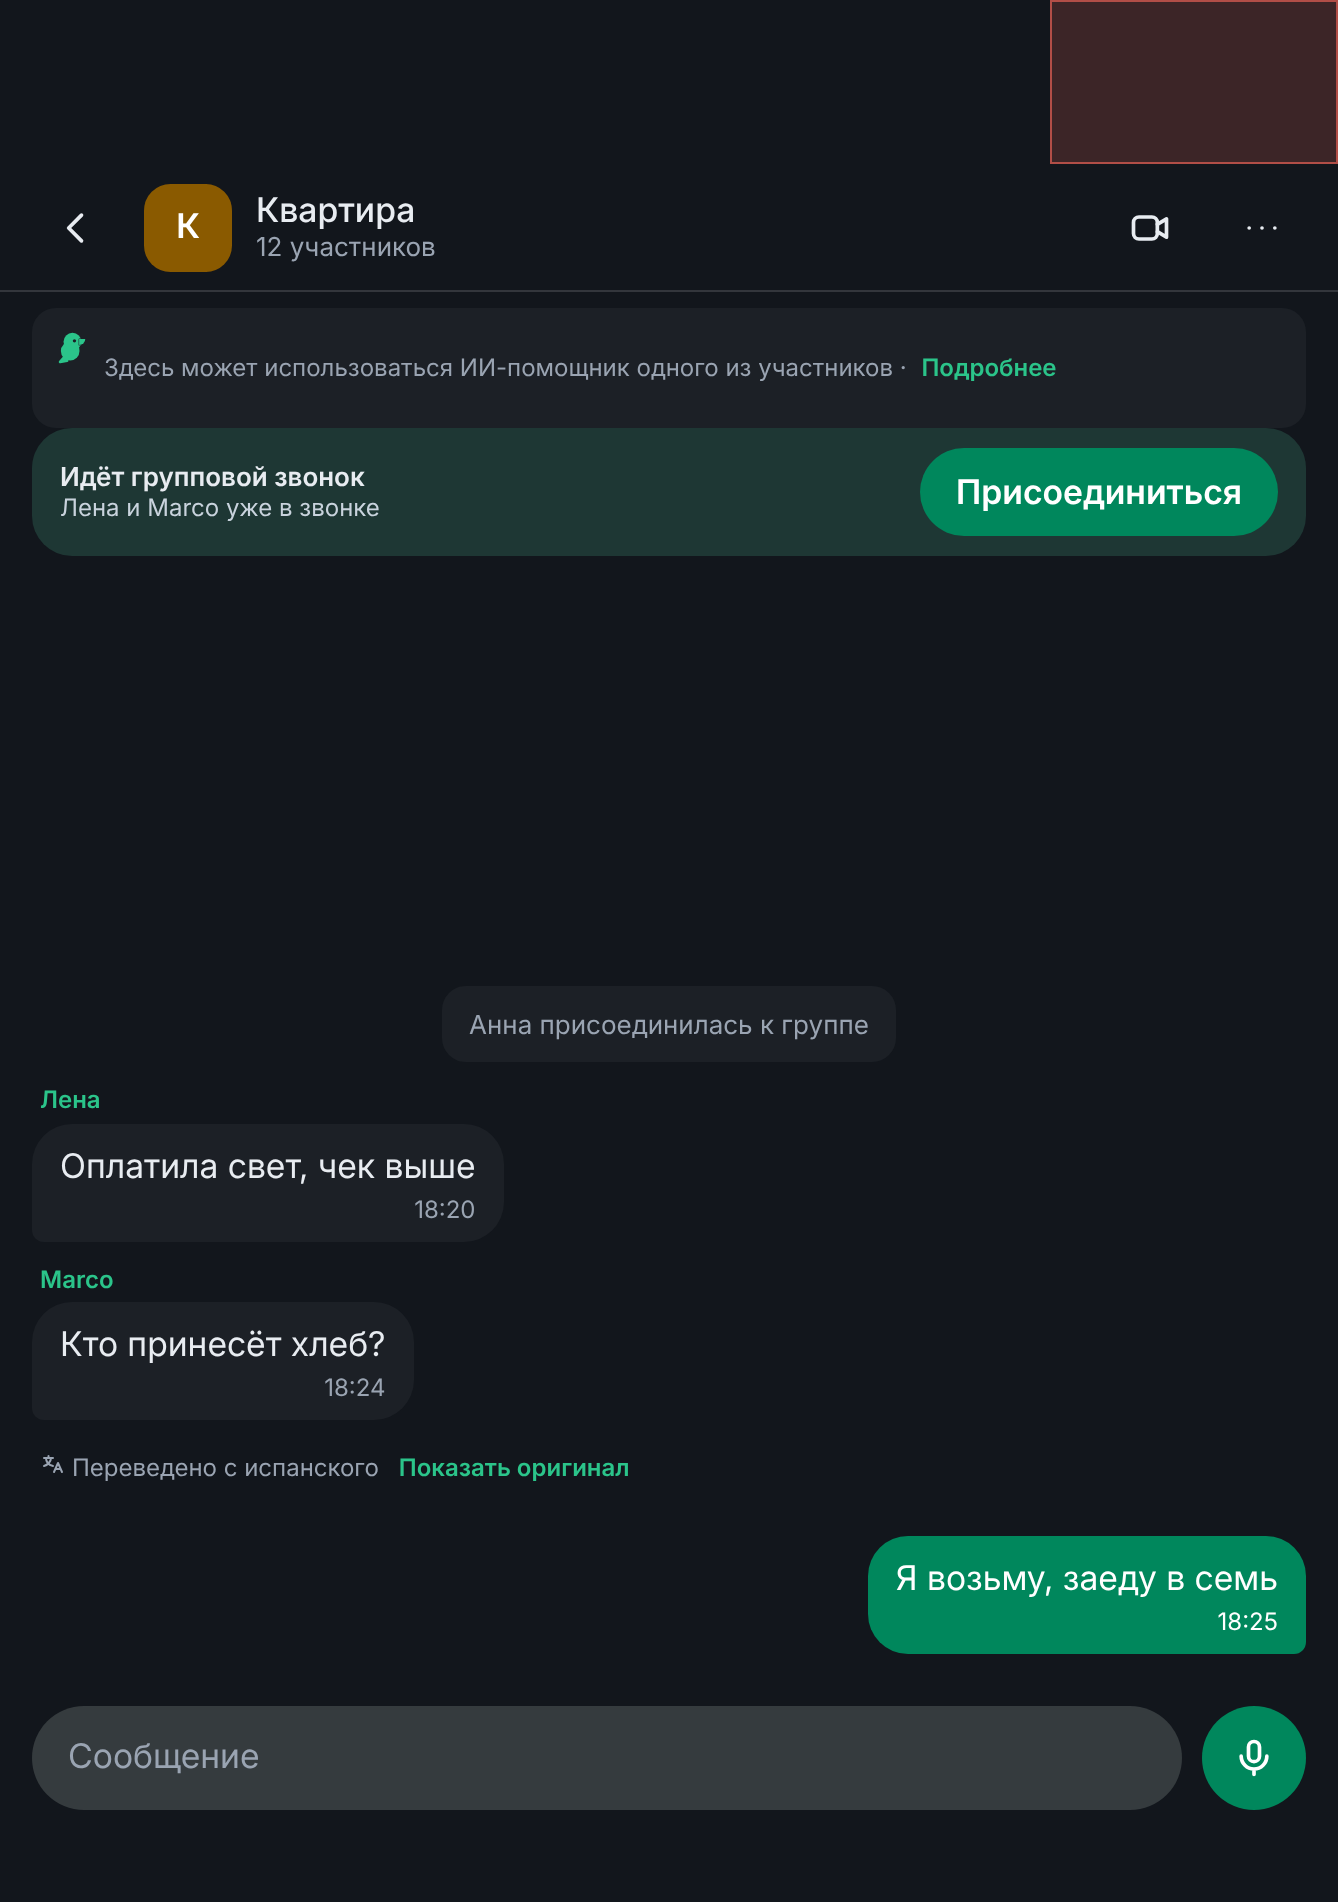 К
Квартира
12 участников
Здесь может использоваться ИИ-помощник одного из участников · Подробнее
Идёт групповой звонок
Лена и Marco уже в звонке
Присоединиться
Анна присоединилась к группе
Лена
Оплатила свет, чек выше
18:20
Marco
Кто принесёт хлеб?
18:24
Переведено с испанского Показать оригинал
Я возьму, заеду в семь
18:25
Сообщение